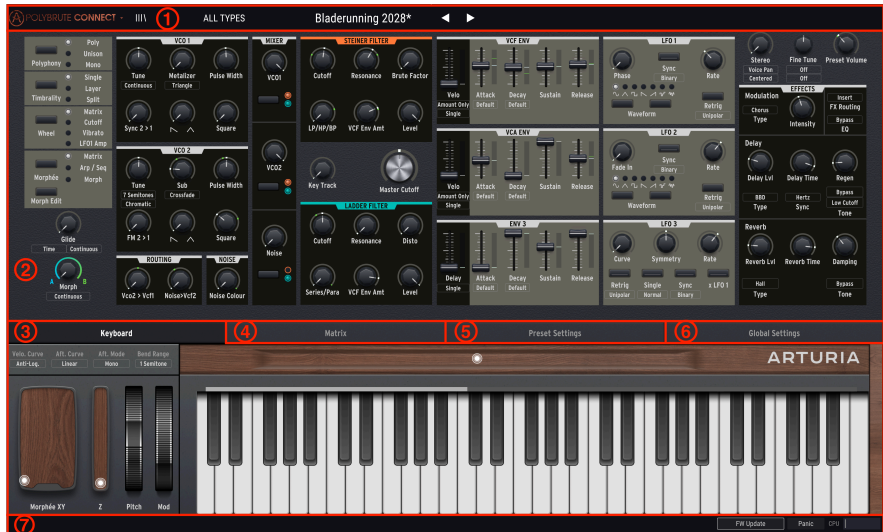 POLYBRUTE CONNECT
1
ALL TYPES
Bladerunning 2028*
Polyphony
Poly
Unison
Mono
Timbrality
Single
Layer
Split
Wheel
Matrix
Cutoff
Vibrato
LFO1 Amp
Morphée
Matrix
Arp / Seq
Morph
Morph Edit
Glide
Time
Continuous
2
A
B
Morph
Continuous
VCO 1
Tune
Metalizer
Pulse Width
Continuous
Triangle
Sync 2 > 1
Square
VCO 2
Tune
Sub
Pulse Width
7 Semitones
Crossfade
Chromatic
FM 2 > 1
Square
ROUTING
Vco2 > Vcf1
Noise>Vcf2
NOISE
Noise Colour
MIXER
VCO1
VCO2
Noise
STEINER FILTER
Cutoff
Resonance
Brute Factor
LP/HP/BP
VCF Env Amt
Level
Key Track
Master Cutoff
LADDER FILTER
Cutoff
Resonance
Disto
Series/Para
VCF Env Amt
Level
VCF ENV
Velo
Attack
Decay
Sustain
Release
Amount Only
Default
Default
Single
VCA ENV
Velo
Attack
Decay
Sustain
Release
Amount Only
Default
Default
Single
ENV 3
Delay
Attack
Decay
Sustain
Release
Single
Default
Default
LFO 1
Phase
Sync
Binary
Rate
Waveform
Retrig
Unipolar
LFO 2
Fade In
Sync
Binary
Rate
Waveform
Retrig
Unipolar
LFO 3
Curve
Symmetry
Rate
Retrig
Single
Sync
x LFO 1
Unipolar
Normal
Binary
Stereo
Fine Tune
Preset Volume
Voice Pan
Off
Centered
Off
EFFECTS
Modulation
Insert
FX Routing
Chorus
Type
Intensity
Bypass
EQ
Delay
Delay Lvl
Delay Time
Regen
BBD
Hertz
Bypass
Type
Sync
Low Cutoff
Tone
Reverb
Reverb Lvl
Reverb Time
Damping
Hall
Bypass
Type
Tone
3
Keyboard
4
Matrix
5
Preset Settings
6
Global Settings
Velo. Curve
Aft. Curve
Aft. Mode
Bend Range
Anti-Log.
Linear
Mono
1 Semitone
ARTURIA
Morphée XY
Z
Pitch
Mod
7
FW Update
Panic
CPU